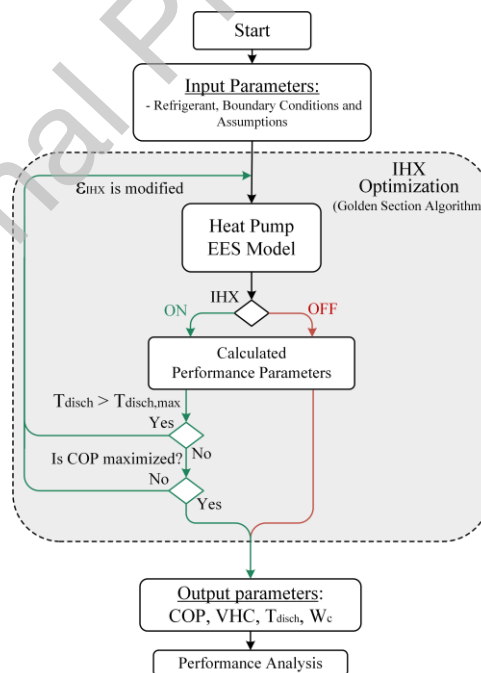 Start
Input Parameters:
- Refrigerant, Boundary Conditions and
Assumptions
IHX
Optimization
(Golden Section Algorithm
εIHX is modified
Heat Pump
EES Model
IHX
ON
OFF
Calculated
Performance Parameters
Tdisch > Tdisch,max
Yes
No
Is COP maximized?
No
Yes
Output parameters:
COP, VHC, Tdisch, Wc
Performance Analysis